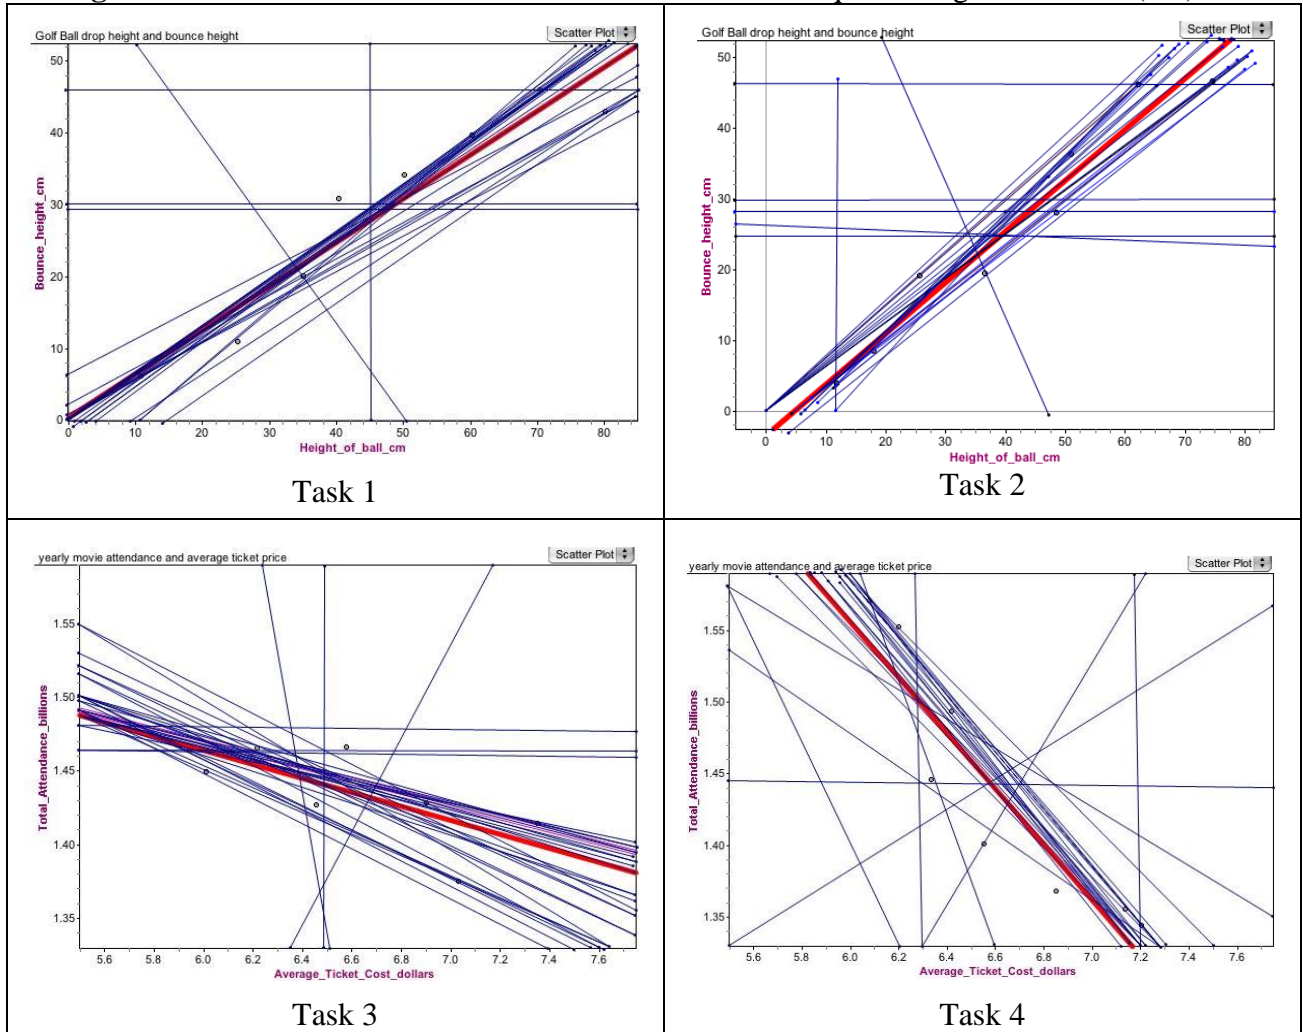 Golf Ball drop height and bounce height
Scatter Plot
50
40
30
20
10
0
Bounce_height_cm
0 10 20 30 40 50 60 70 80
Height_of_ball_cm
Task 1
Golf Ball drop height and bounce height
Scatter Plot
50
40
30
20
10
0
Bounce_height_cm
0 10 20 30 40 50 60 70 80
Height_of_ball_cm
Task 2
yearly movie attendance and average ticket price
Scatter Plot
1.55
1.50
1.45
1.40
1.35
Total_Attendance_billions
5.6 5.8 6.0 6.2 6.4 6.6 6.8 7.0 7.2 7.4 7.6
Average_Ticket_Cost_dollars
Task 3
yearly movie attendance and average ticket price
Scatter Plot
1.55
1.50
1.45
1.40
1.35
Total_Attendance_billions
5.6 5.8 6.0 6.2 6.4 6.6 6.8 7.0 7.2 7.4 7.6
Average_Ticket_Cost_dollars
Task 4